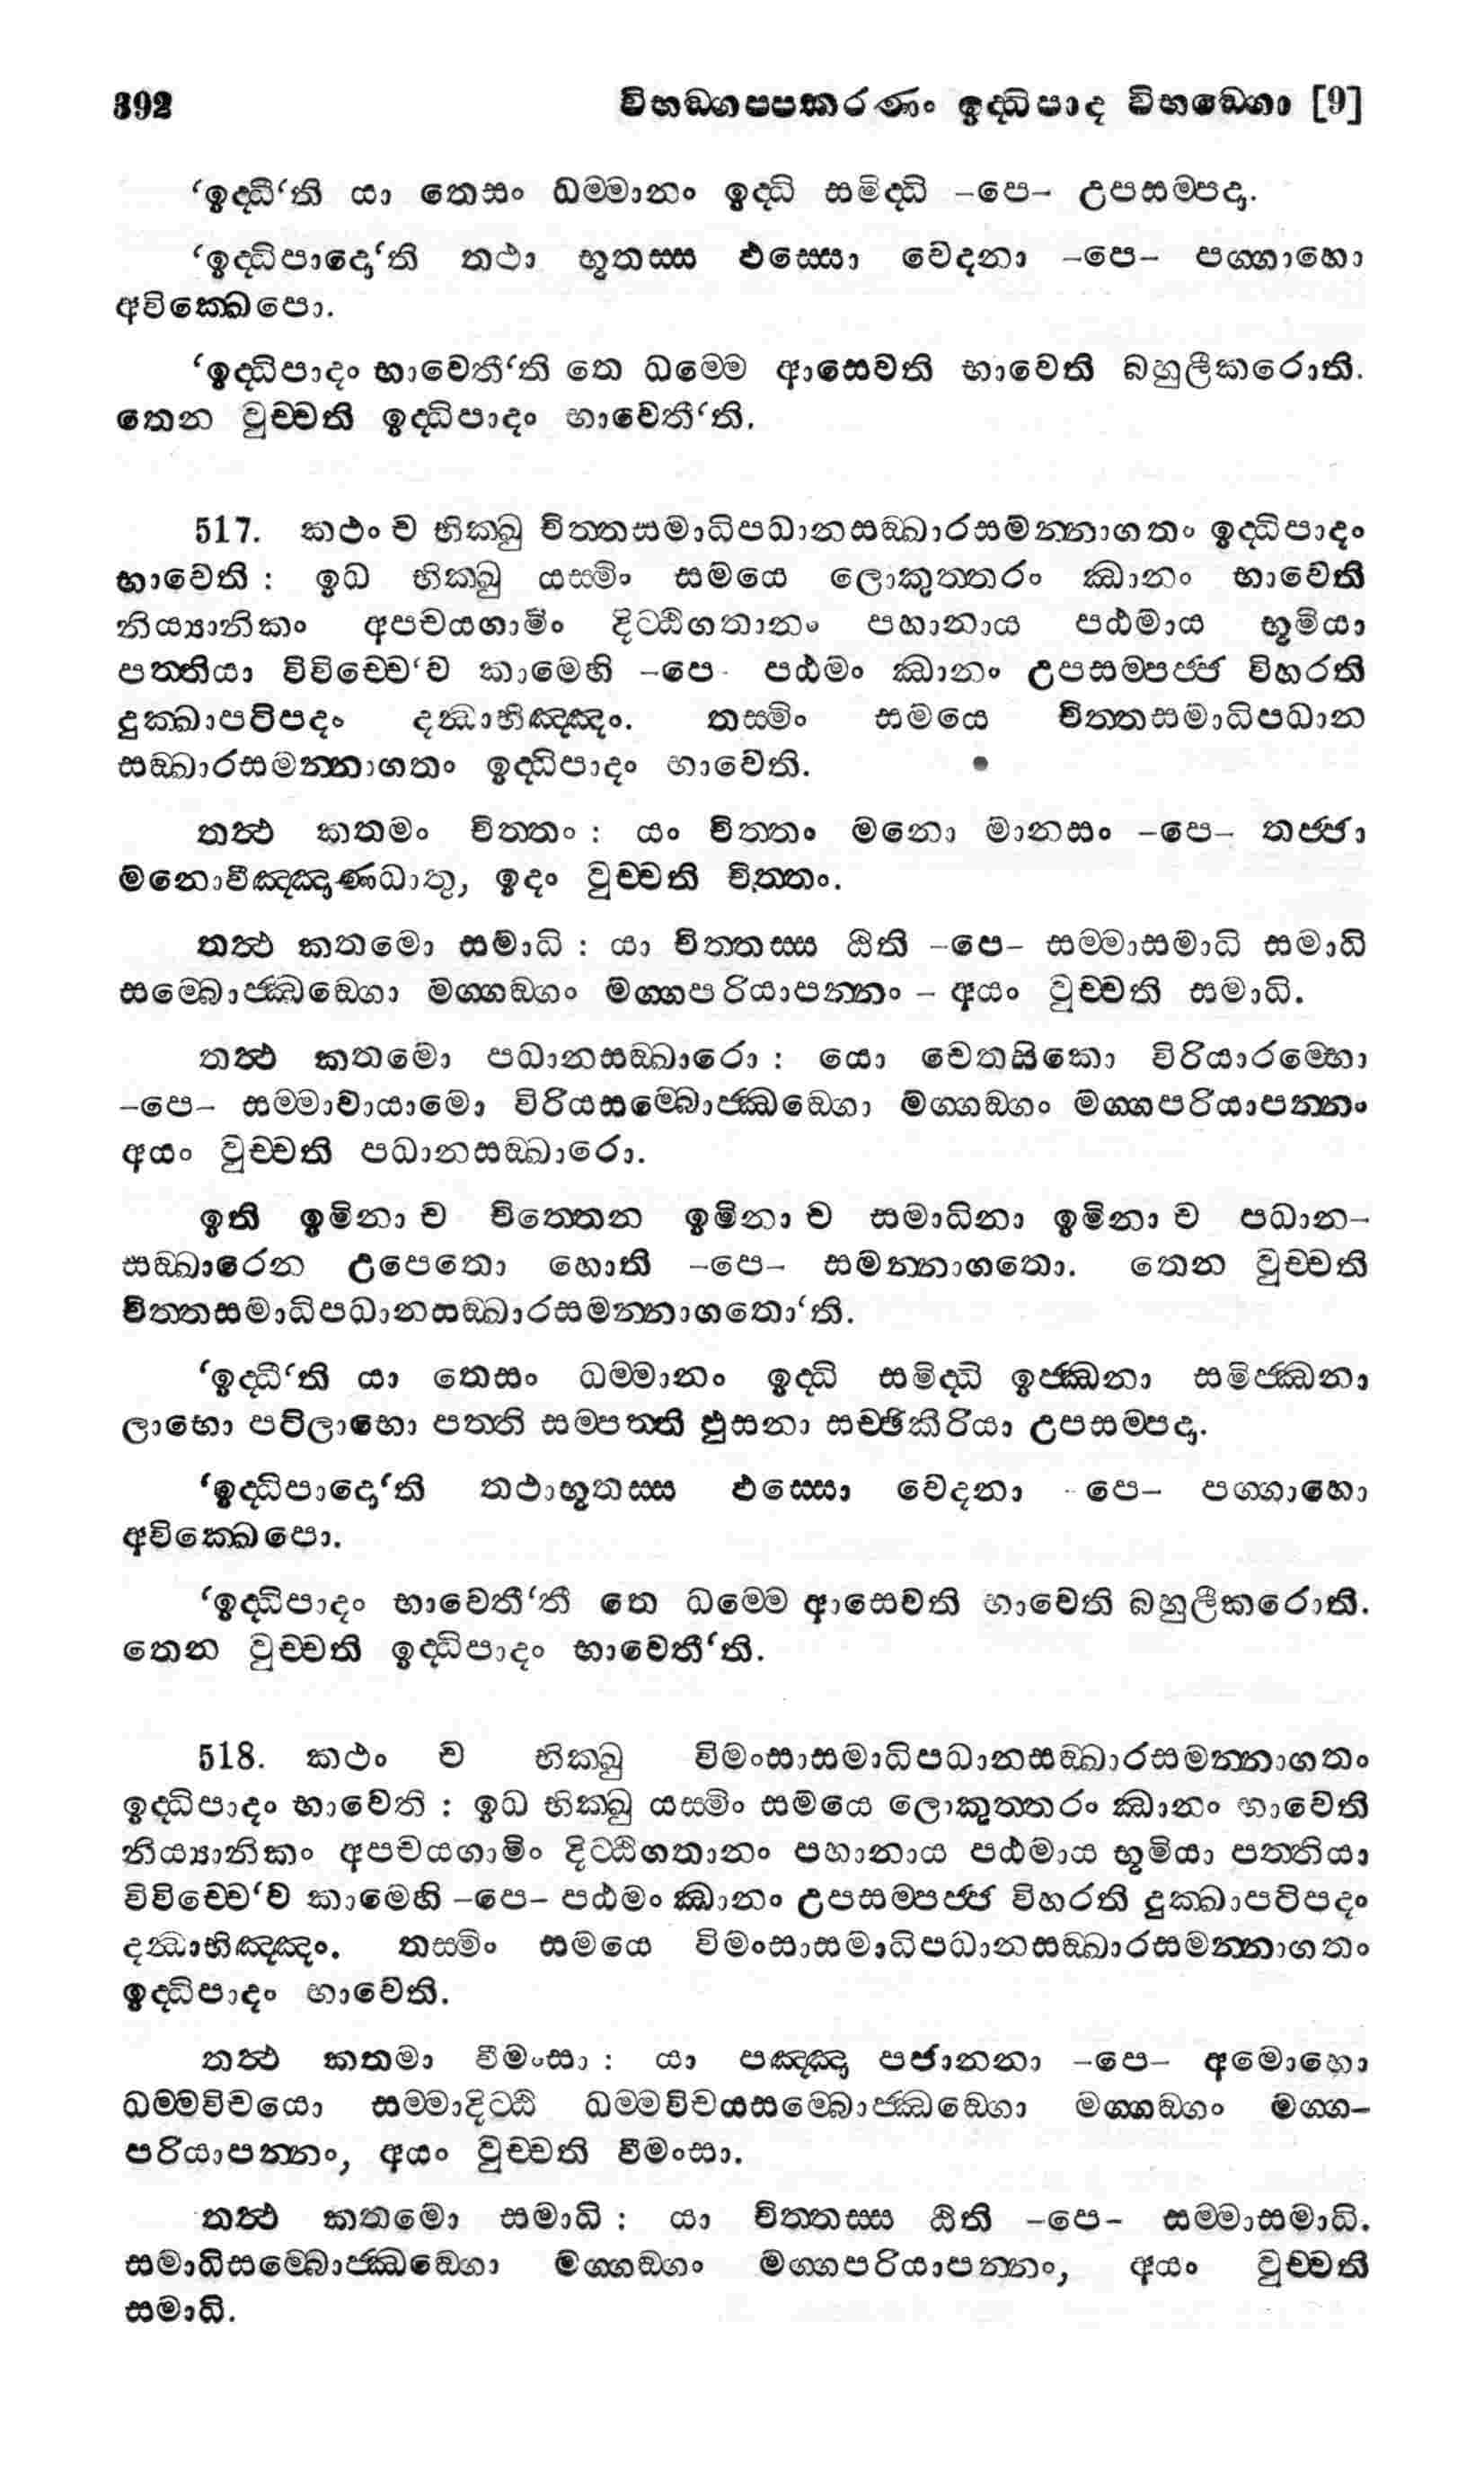 392 විභඞ්ගප්පකරණං ඉද්ධිපාද විභඞ්ගො [9]
‘ඉද්ධී‘ති යා තෙසං ධම්මානං ඉද්ධි සමිද්ධි –පෙ– උපසම්පදා.
‘ඉද්ධිපාදො‘ති තථා භූතස්ස ඵස්සො වේදනා –පෙ– පග්ගාහො
අවික්ඛෙපො.
‘ඉද්ධිපාදං භාවෙතී‘ති තෙ ධම්මෙ ආසෙවති භාවෙති බහුලීකරොති.
තෙන වුච්චති ඉද්ධිපාදං භාවෙතී‘ති.
517. කථං ච භික්ඛු චිත්තසමාධිපධානසඞ්ඛාරසමන්නාගතං ඉද්ධිපාදං
භාවෙති : ඉධ භික්ඛු යස්මිං සමයෙ ලොකුත්තරං ඣානං භාවෙති
නිය්‍යානිකං අපචයගාමිං දිට්ඨිගතානං පහානාය පඨමාය භූමියා
පත්තියා විවිච්චෙ‘ව කාමෙහි –පෙ– පඨමං ඣානං උපසම්පජ්ජ විහරති
දුක්ඛාපටිපදං දන්ධාභිඤ්ඤං. තස්මිං සමයෙ චිත්තසමාධිපධාන
සඞ්ඛාරසමන්නාගතං ඉද්ධිපාදං භාවෙති.
තත්ථ කතමං චිත්තං : යං චිත්තං මනො මානසං –පෙ– තජ්ජා
මනොවිඤ්ඤාණධාතු, ඉදං වුච්චති චිත්තං.
තත්ථ කතමො සමාධි : යා චිත්තස්ස ඨිති –පෙ– සම්මාසමාධි සමාධි
සම්බොජ්ඣඞ්ගො මග්ගඞ්ගං මග්ගපරියාපන්නං – අයං වුච්චති සමාධි.
තත්ථ කතමො පධානසඞ්ඛාරො : යො චෙතසිකො විරියාරම්භො
–පෙ– සම්මාවායාමො විරියසම්බොජ්ඣඞ්ගො මග්ගඞ්ගං මග්ගපරියාපන්නං
අයං වුච්චති පධානසඞ්ඛාරො.
ඉති ඉමිනා ච චිත්තෙන ඉමිනා ච සමාධිනා ඉමිනා ච පධාන–
සඞ්ඛාරෙන උපෙතො හොති –පෙ– සමන්නාගතො. තෙන වුච්චති
චිත්තසමාධිපධානසඞ්ඛාරසමන්නාගතො‘ති.
‘ඉද්ධී‘ති යා තෙසං ධම්මානං ඉද්ධි සමිද්ධි ඉජ්ඣනා සමිජ්ඣනා
ලාභො පටිලාභො පත්ති සම්පත්ති ඵුසනා සච්ඡිකිරියා උපසම්පදා.
‘ඉද්ධිපාදො‘ති තථාභූතස්ස ඵස්සො වේදනා –පෙ– පග්ගාහො
අවික්ඛෙපො.
‘ඉද්ධිපාදං භාවෙතී‘තී තෙ ධම්මෙ ආසෙවති භාවෙති බහුලීකරොති.
තෙන වුච්චති ඉද්ධිපාදං භාවෙතී‘ති.
518. කථං ච භික්ඛු විමංසාසමාධිපධානසඞ්ඛාරසමන්නාගතං
ඉද්ධිපාදං භාවෙති : ඉධ භික්ඛු යස්මිං සමයෙ ලොකුත්තරං ඣානං භාවෙති
නිය්‍යානිකං අපචයගාමිං දිට්ඨිගතානං පහානාය පඨමාය භූමියා පත්තියා
විවිච්චෙ‘ව කාමෙහි –පෙ– පඨමං ඣානං උපසම්පජ්ජ විහරති දුක්ඛාපටිපදං
දන්ධාභිඤ්ඤං. තස්මිං සමයෙ විමංසාසමාධිපධානසඞ්ඛාරසමන්නාගතං
ඉද්ධිපාදං භාවෙති.
තත්ථ කතමා වීමංසා : යා පඤ්ඤා පජානනා –පෙ– අමොහො
ධම්මවිචයො සම්මාදිට්ඨි ධම්මවිචයසම්බොජ්ඣඞ්ගො මග්ගඞ්ගං මග්ග–
පරියාපන්නං, අයං වුච්චති වීමංසා.
තත්ථ කතමො සමාධි : යා චිත්තස්ස ඨිති –පෙ– සම්මාසමාධි.
සමාධිසම්බොජ්ඣඞ්ගො මග්ගඞ්ගං මග්ගපරියාපන්නං, අයං වුච්චති
සමාධි.